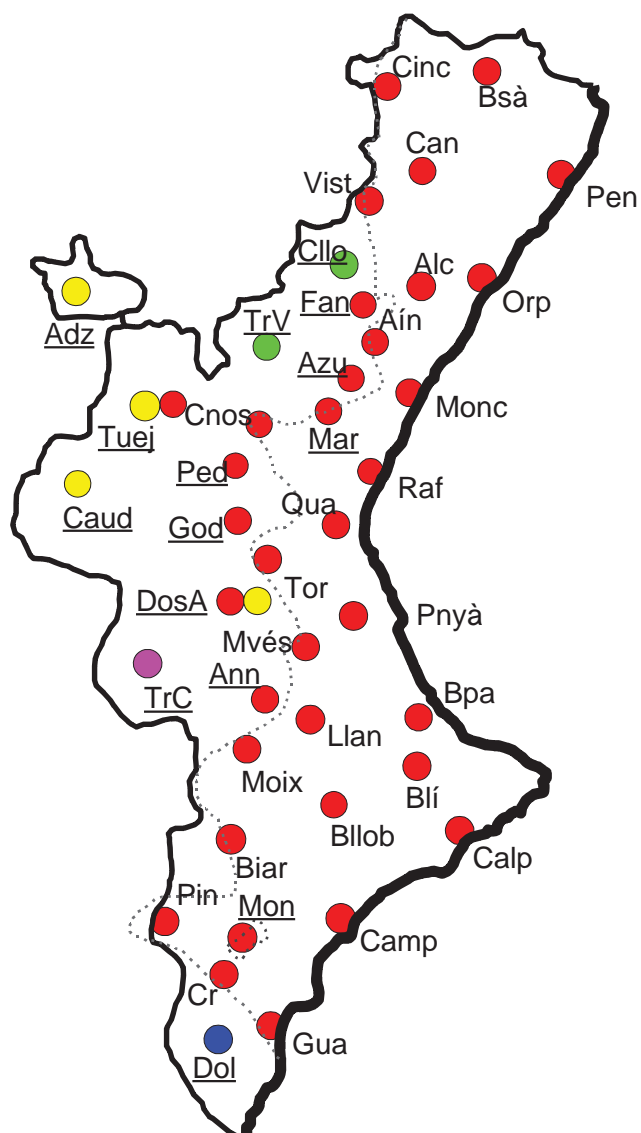 Cinc
Bsà
Can
Vist
Pen
Cllo
Alc
Orp
Fan
Aín
Adz
TrV
Azu
Monc
Cnos
Mar
Tuej
Ped
Raf
Caud
Qua
God
Tor
DosA
Pnyà
Mvés
Ann
TrC
Bpa
Llan
Moix
Blí
Bllob
Calp
Biar
Pin
Mon
Camp
Cr
Gua
Dol